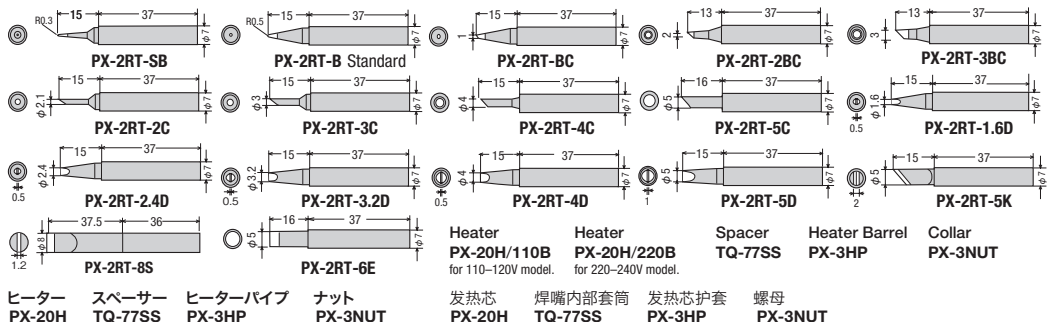 R0.3 15 37 φ7
PX-2RT-SB
R0.5 15 37 φ7
PX-2RT-B Standard
1 15 37 φ7
PX-2RT-BC
2 13 37 φ7
PX-2RT-2BC
3 13 37 φ7
PX-2RT-3BC
φ2.1 15 37 φ7
PX-2RT-2C
φ3 15 37 φ7
PX-2RT-3C
φ4 15 37 φ7
PX-2RT-4C
φ5 16 37 φ7
PX-2RT-5C
0.5 φ1.6 15 37 φ7
PX-2RT-1.6D
0.5 φ2.4 15 37 φ7
PX-2RT-2.4D
0.5 φ3.2 15 37 φ7
PX-2RT-3.2D
0.5 φ4 15 37 φ7
PX-2RT-4D
1 φ5 15 37 φ7
PX-2RT-5D
2 φ5 15 37 φ7
PX-2RT-5K
1.2 φ8 37.5 36
PX-2RT-8S
φ5 16 37 φ7
PX-2RT-6E
Heater Heater Spacer Heater Barrel Collar
PX-20H/110B PX-20H/220B TQ-77SS PX-3HP PX-3NUT
for 110–120V model. for 220–240V model.
ヒーター スペーサー ヒーターパイプ ナット 发热芯 焊嘴内部套筒 发热芯护套 螺母
PX-20H TQ-77SS PX-3HP PX-3NUT PX-20H TQ-77SS PX-3HP PX-3NUT